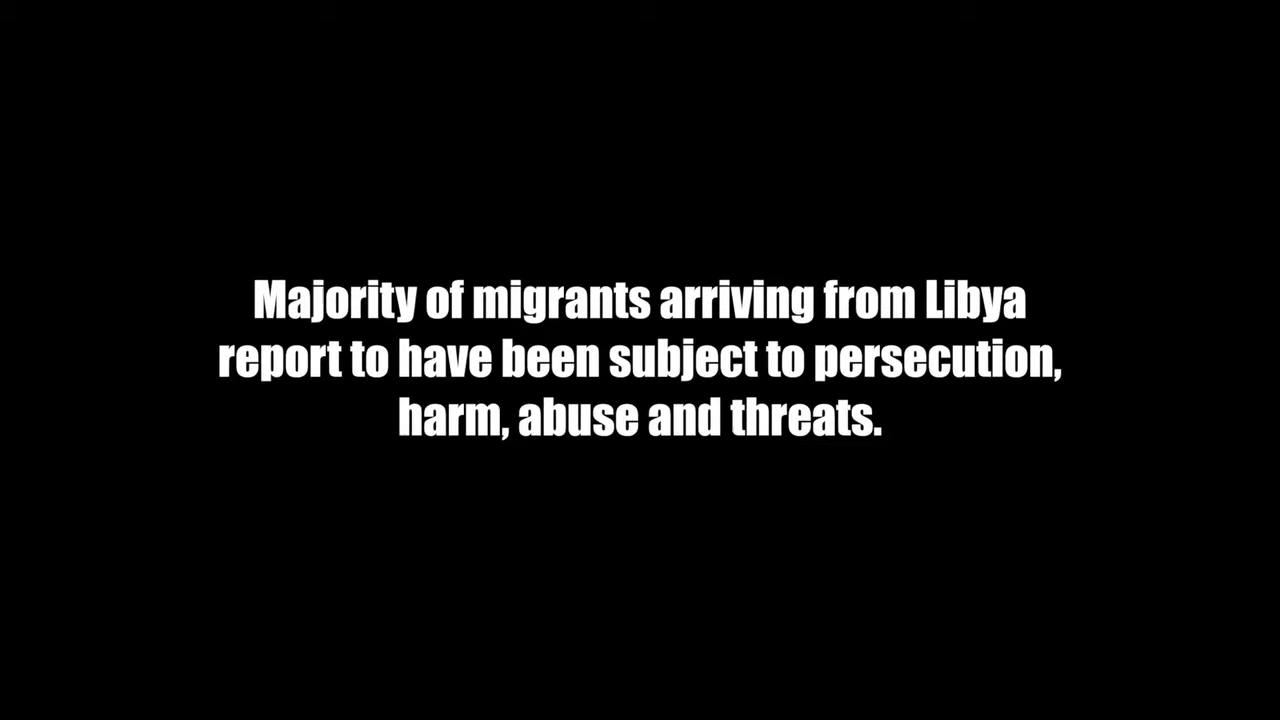 Majority of migrants arriving from Libya
report to have been subject to persecution,
harm, abuse and threats.